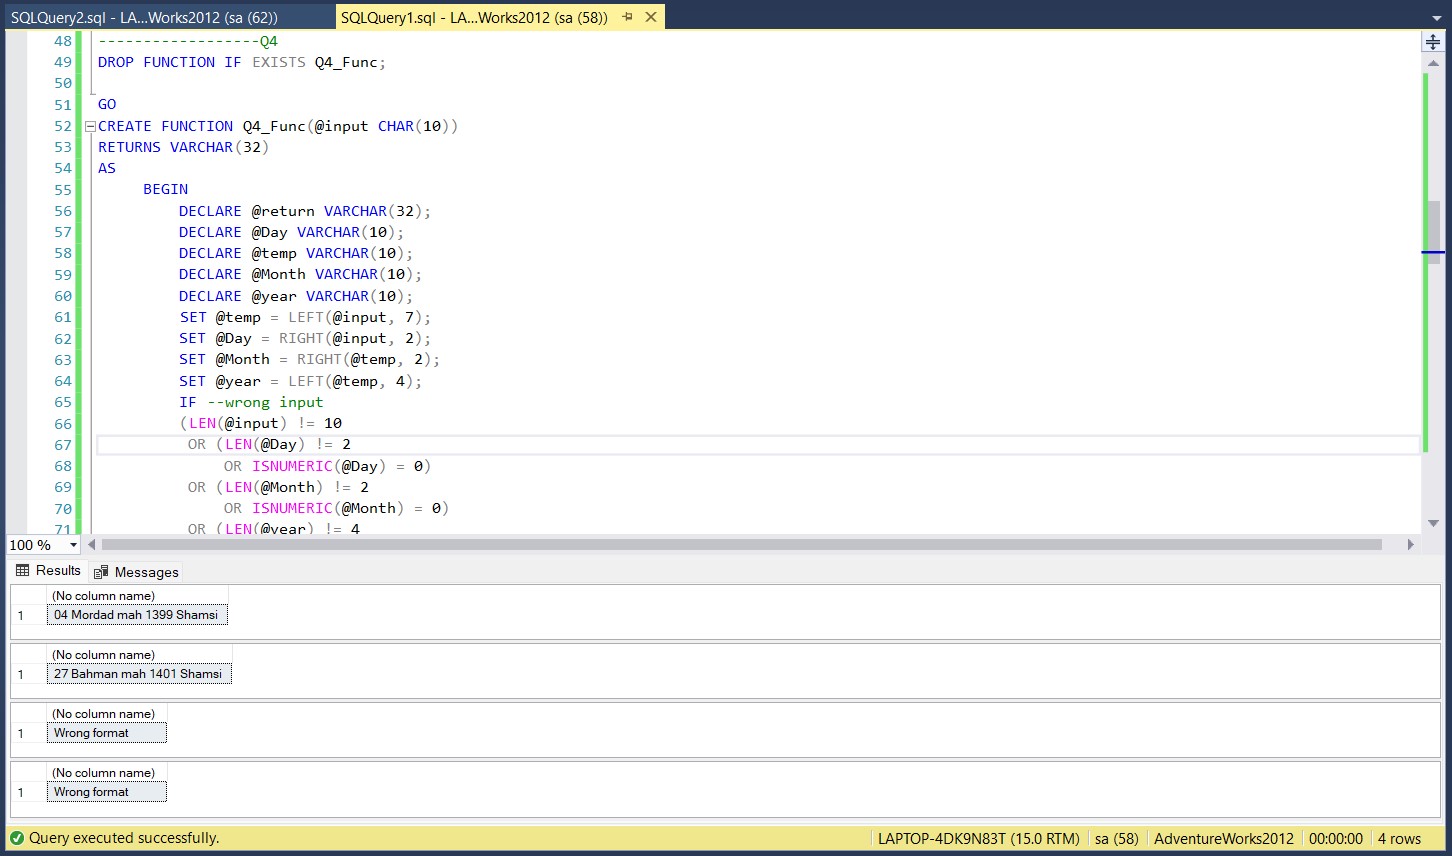 SQLQuery2.sql - LA...Works2012 (sa (62))
SQLQuery1.sql - LA...Works2012 (sa (58))
48 ------------------Q4
49 DROP FUNCTION IF EXISTS Q4_Func;
50
51 GO
52 CREATE FUNCTION Q4_Func(@input CHAR(10))
53 RETURNS VARCHAR(32)
54 AS
55 BEGIN
56 DECLARE @return VARCHAR(32);
57 DECLARE @Day VARCHAR(10);
58 DECLARE @temp VARCHAR(10);
59 DECLARE @Month VARCHAR(10);
60 DECLARE @year VARCHAR(10);
61 SET @temp = LEFT(@input, 7);
62 SET @Day = RIGHT(@input, 2);
63 SET @Month = RIGHT(@temp, 2);
64 SET @year = LEFT(@temp, 4);
65 IF --wrong input
66 (LEN(@input) != 10
67 OR (LEN(@Day) != 2
68 OR ISNUMERIC(@Day) = 0)
69 OR (LEN(@Month) != 2
70 OR ISNUMERIC(@Month) = 0)
71 OR (LEN(@year) != 4
100 %
Results Messages
(No column name)
1 04 Mordad mah 1399 Shamsi
(No column name)
1 27 Bahman mah 1401 Shamsi
(No column name)
1 Wrong format
(No column name)
1 Wrong format
Query executed successfully. LAPTOP-4DK9N83T (15.0 RTM) sa (58) AdventureWorks2012 00:00:00 4 rows